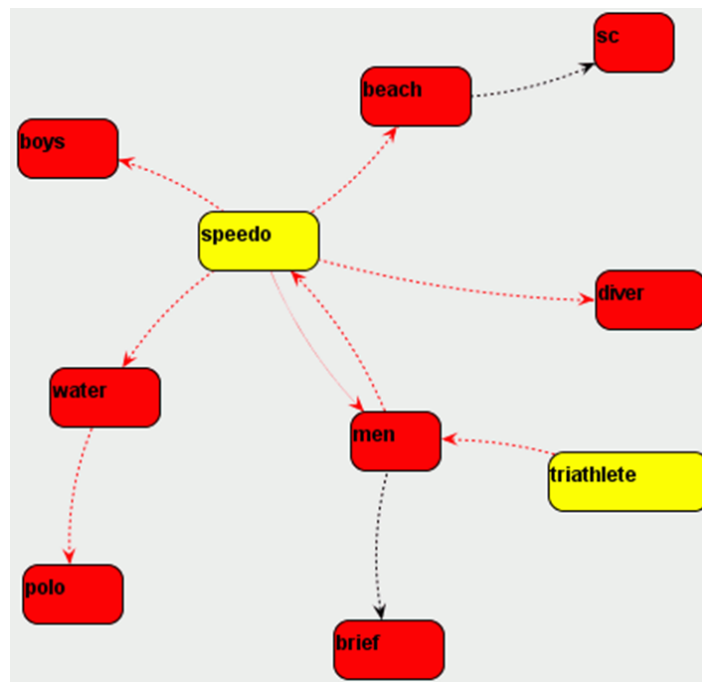 sc
beach
boys
speedo
diver
water
men
triathlete
polo
brief